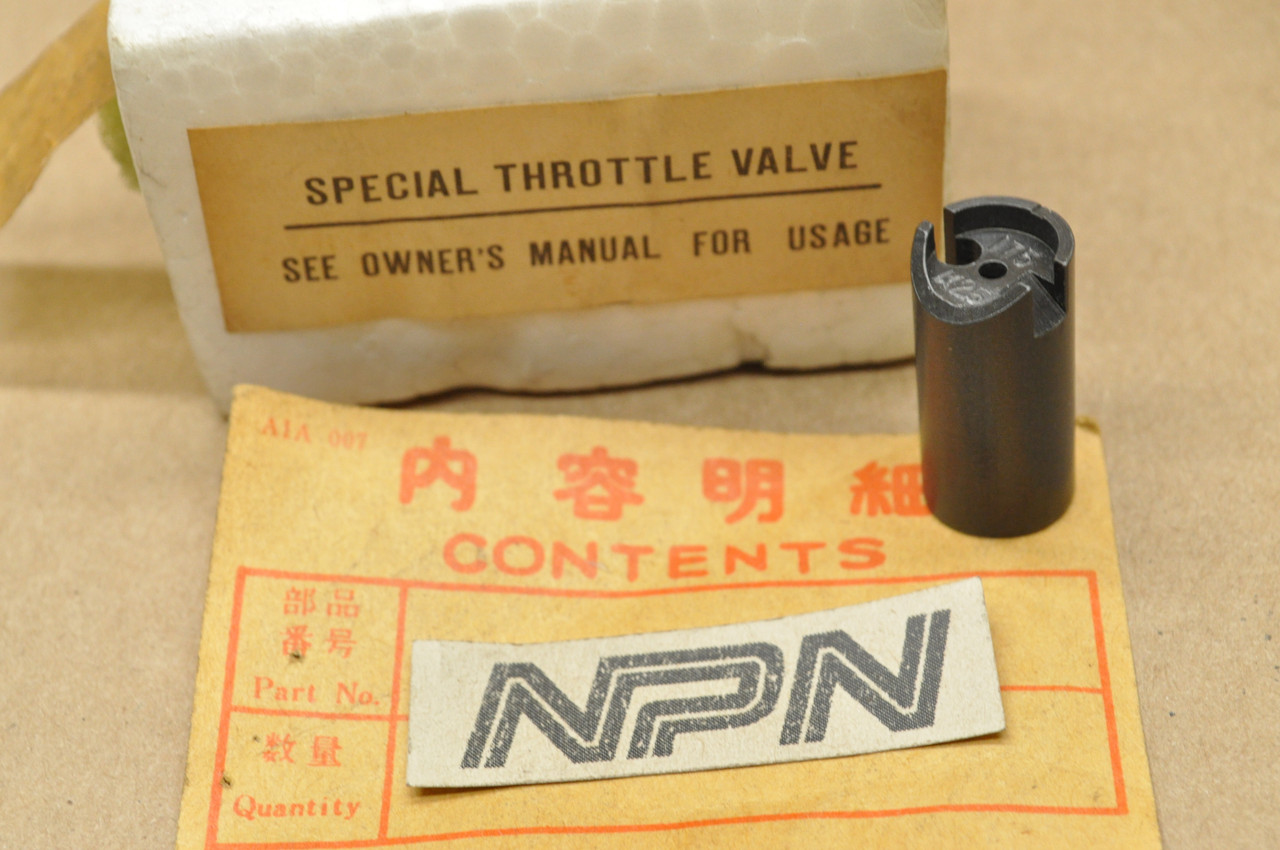 SPECIAL THROTTLE VALVE
SEE OWNER'S MANUAL FOR USAGE
A1A 007
内容明細
CONTENTS
部品
番号
Part No.
数量
Quantity
NPN